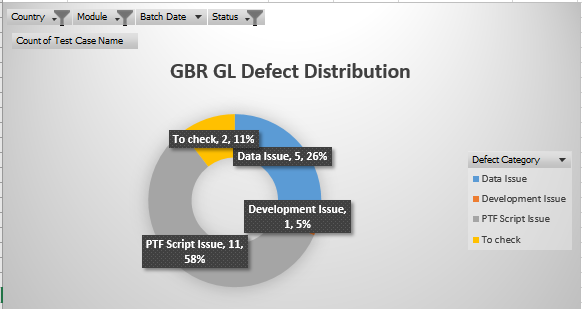 Country
Module
Batch Date
Status
Count of Test Case Name
GBR GL Defect Distribution
To check, 2, 11%
Data Issue, 5, 26%
Development Issue,
1, 5%
PTF Script Issue, 11,
58%
Defect Category
Data Issue
Development Issue
PTF Script Issue
To check